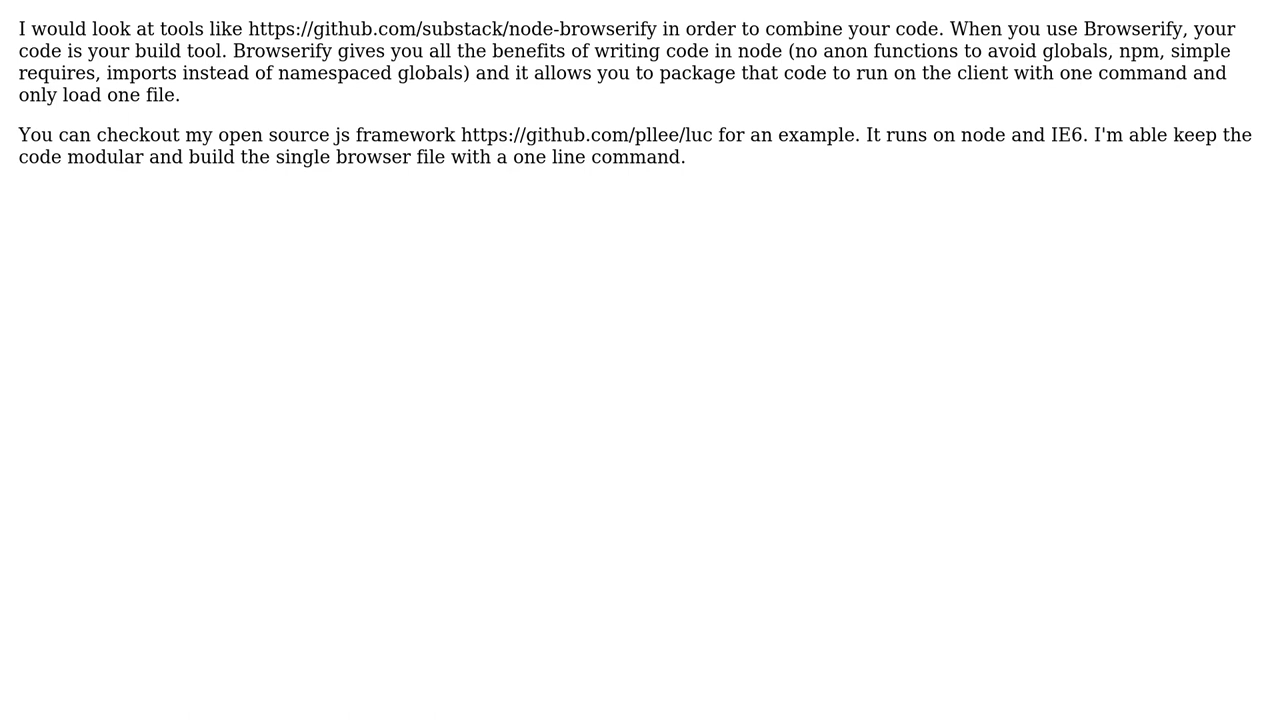 I would look at tools like https://github.com/substack/node-browserify in order to combine your code. When you use Browserify, your
code is your build tool. Browserify gives you all the benefits of writing code in node (no anon functions to avoid globals, npm, simple
requires, imports instead of namespaced globals) and it allows you to package that code to run on the client with one command and
only load one file.
You can checkout my open source js framework https://github.com/pllee/luc for an example. It runs on node and IE6. I'm able keep the
code modular and build the single browser file with a one line command.